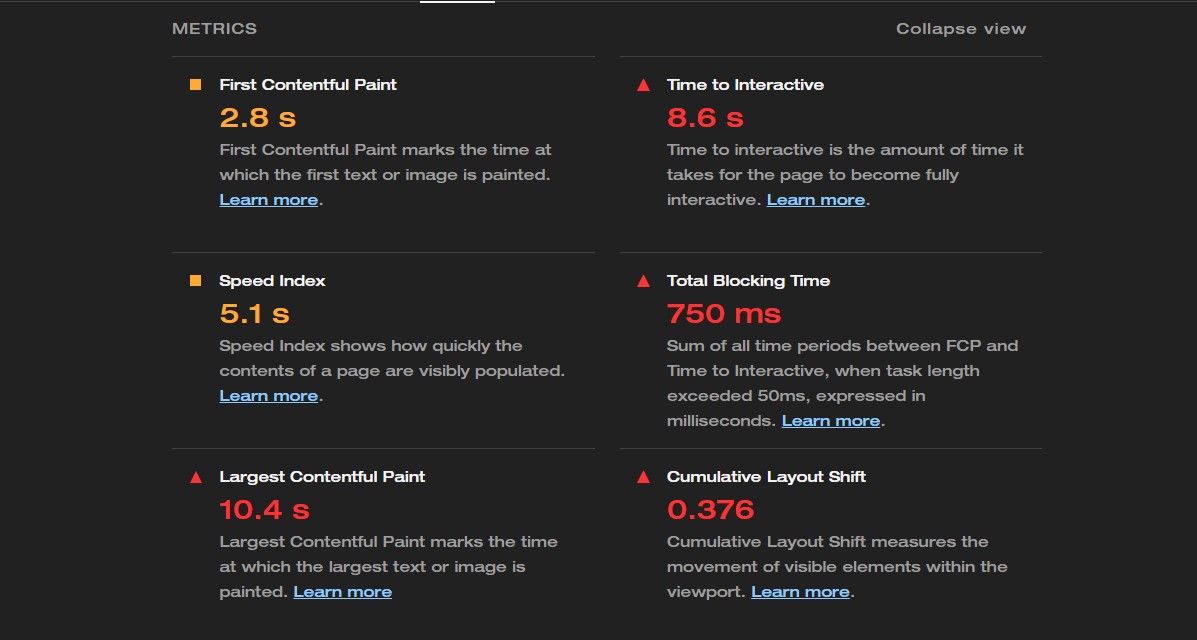 METRICS
Collapse view
First Contentful Paint
2.8 s
First Contentful Paint marks the time at
which the first text or image is painted.
Learn more.
Time to Interactive
8.6 s
Time to interactive is the amount of time it
takes for the page to become fully
interactive. Learn more.
Speed Index
5.1 s
Speed Index shows how quickly the
contents of a page are visibly populated.
Learn more.
Total Blocking Time
750 ms
Sum of all time periods between FCP and
Time to Interactive, when task length
exceeded 50ms, expressed in
milliseconds. Learn more.
Largest Contentful Paint
10.4 s
Largest Contentful Paint marks the time
at which the largest text or image is
painted. Learn more
Cumulative Layout Shift
0.376
Cumulative Layout Shift measures the
movement of visible elements within the
viewport. Learn more.